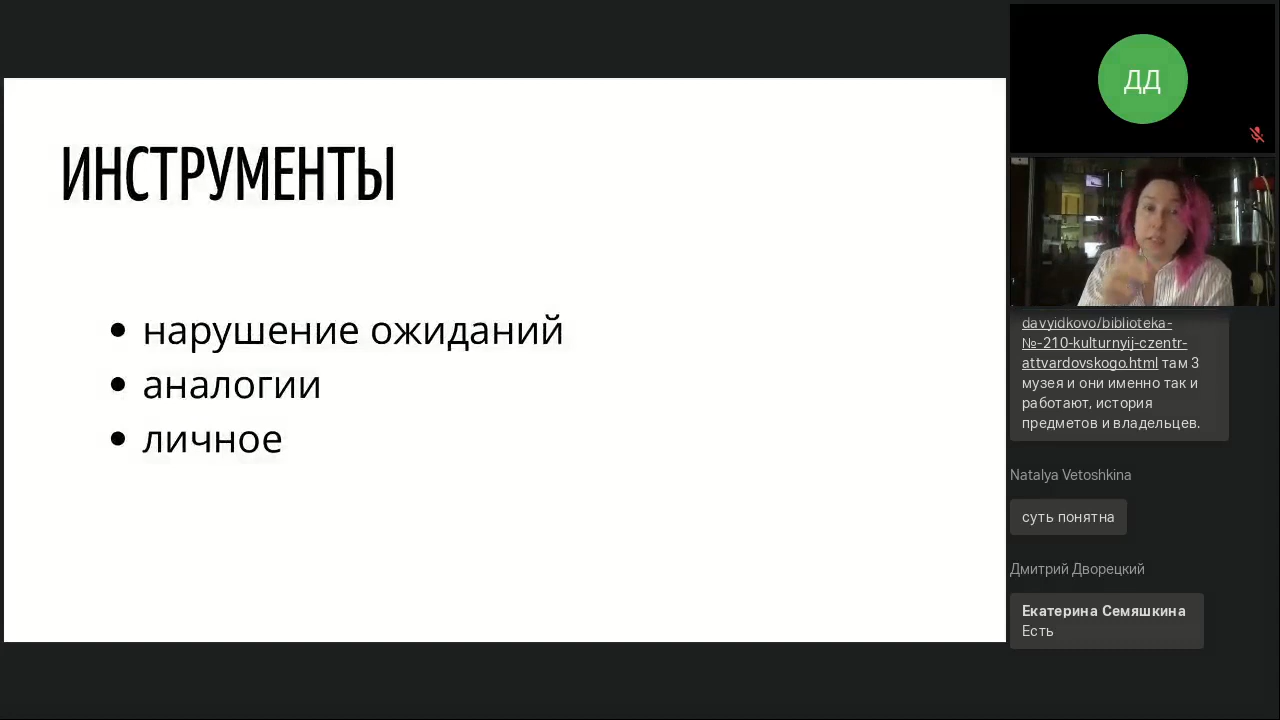 ИНСТРУМЕНТЫ
• нарушение ожиданий
• аналогии
• личное
ДД
davyidkovo/biblioteka-
№-210-kulturnyij-czentr-
attvardovskogo.html там 3
музея и они именно так и
работают, история
предметов и владельцев.
Natalya Vetoshkina
суть понятна
Дмитрий Дворецкий
Екатерина Семяшкина
Есть